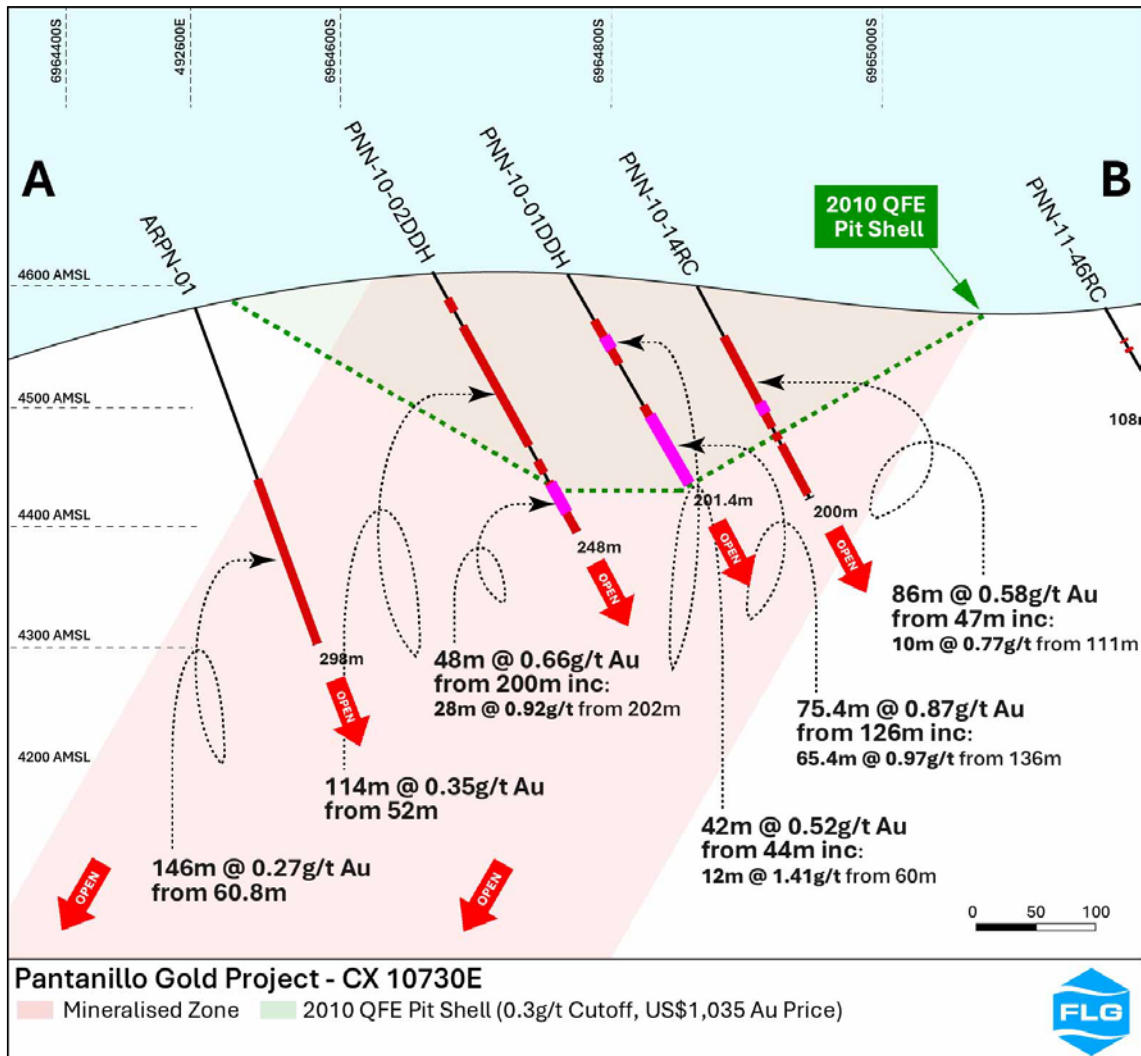 6964400S
492600E
6964600S
6964800S
6965000S
A
B
ARPN-01
PNN-10-02DDH
PNN-10-01DDH
PNN-10-14RC
PNN-11-46RC
2010 QFE
Pit Shell
4600 AMSL
4500 AMSL
4400 AMSL
4300 AMSL
4200 AMSL
108m
201.4m
200m
248m
298m
OPEN
OPEN
OPEN
OPEN
OPEN
OPEN
86m @ 0.58g/t Au
from 47m inc:
10m @ 0.77g/t from 111m
48m @ 0.66g/t Au
from 200m inc:
28m @ 0.92g/t from 202m
75.4m @ 0.87g/t Au
from 126m inc:
65.4m @ 0.97g/t from 136m
114m @ 0.35g/t Au
from 52m
42m @ 0.52g/t Au
from 44m inc:
12m @ 1.41g/t from 60m
146m @ 0.27g/t Au
from 60.8m
0 50 100
Pantanillo Gold Project - CX 10730E
Mineralised Zone 2010 QFE Pit Shell (0.3g/t Cutoff, US$1,035 Au Price)
FLG